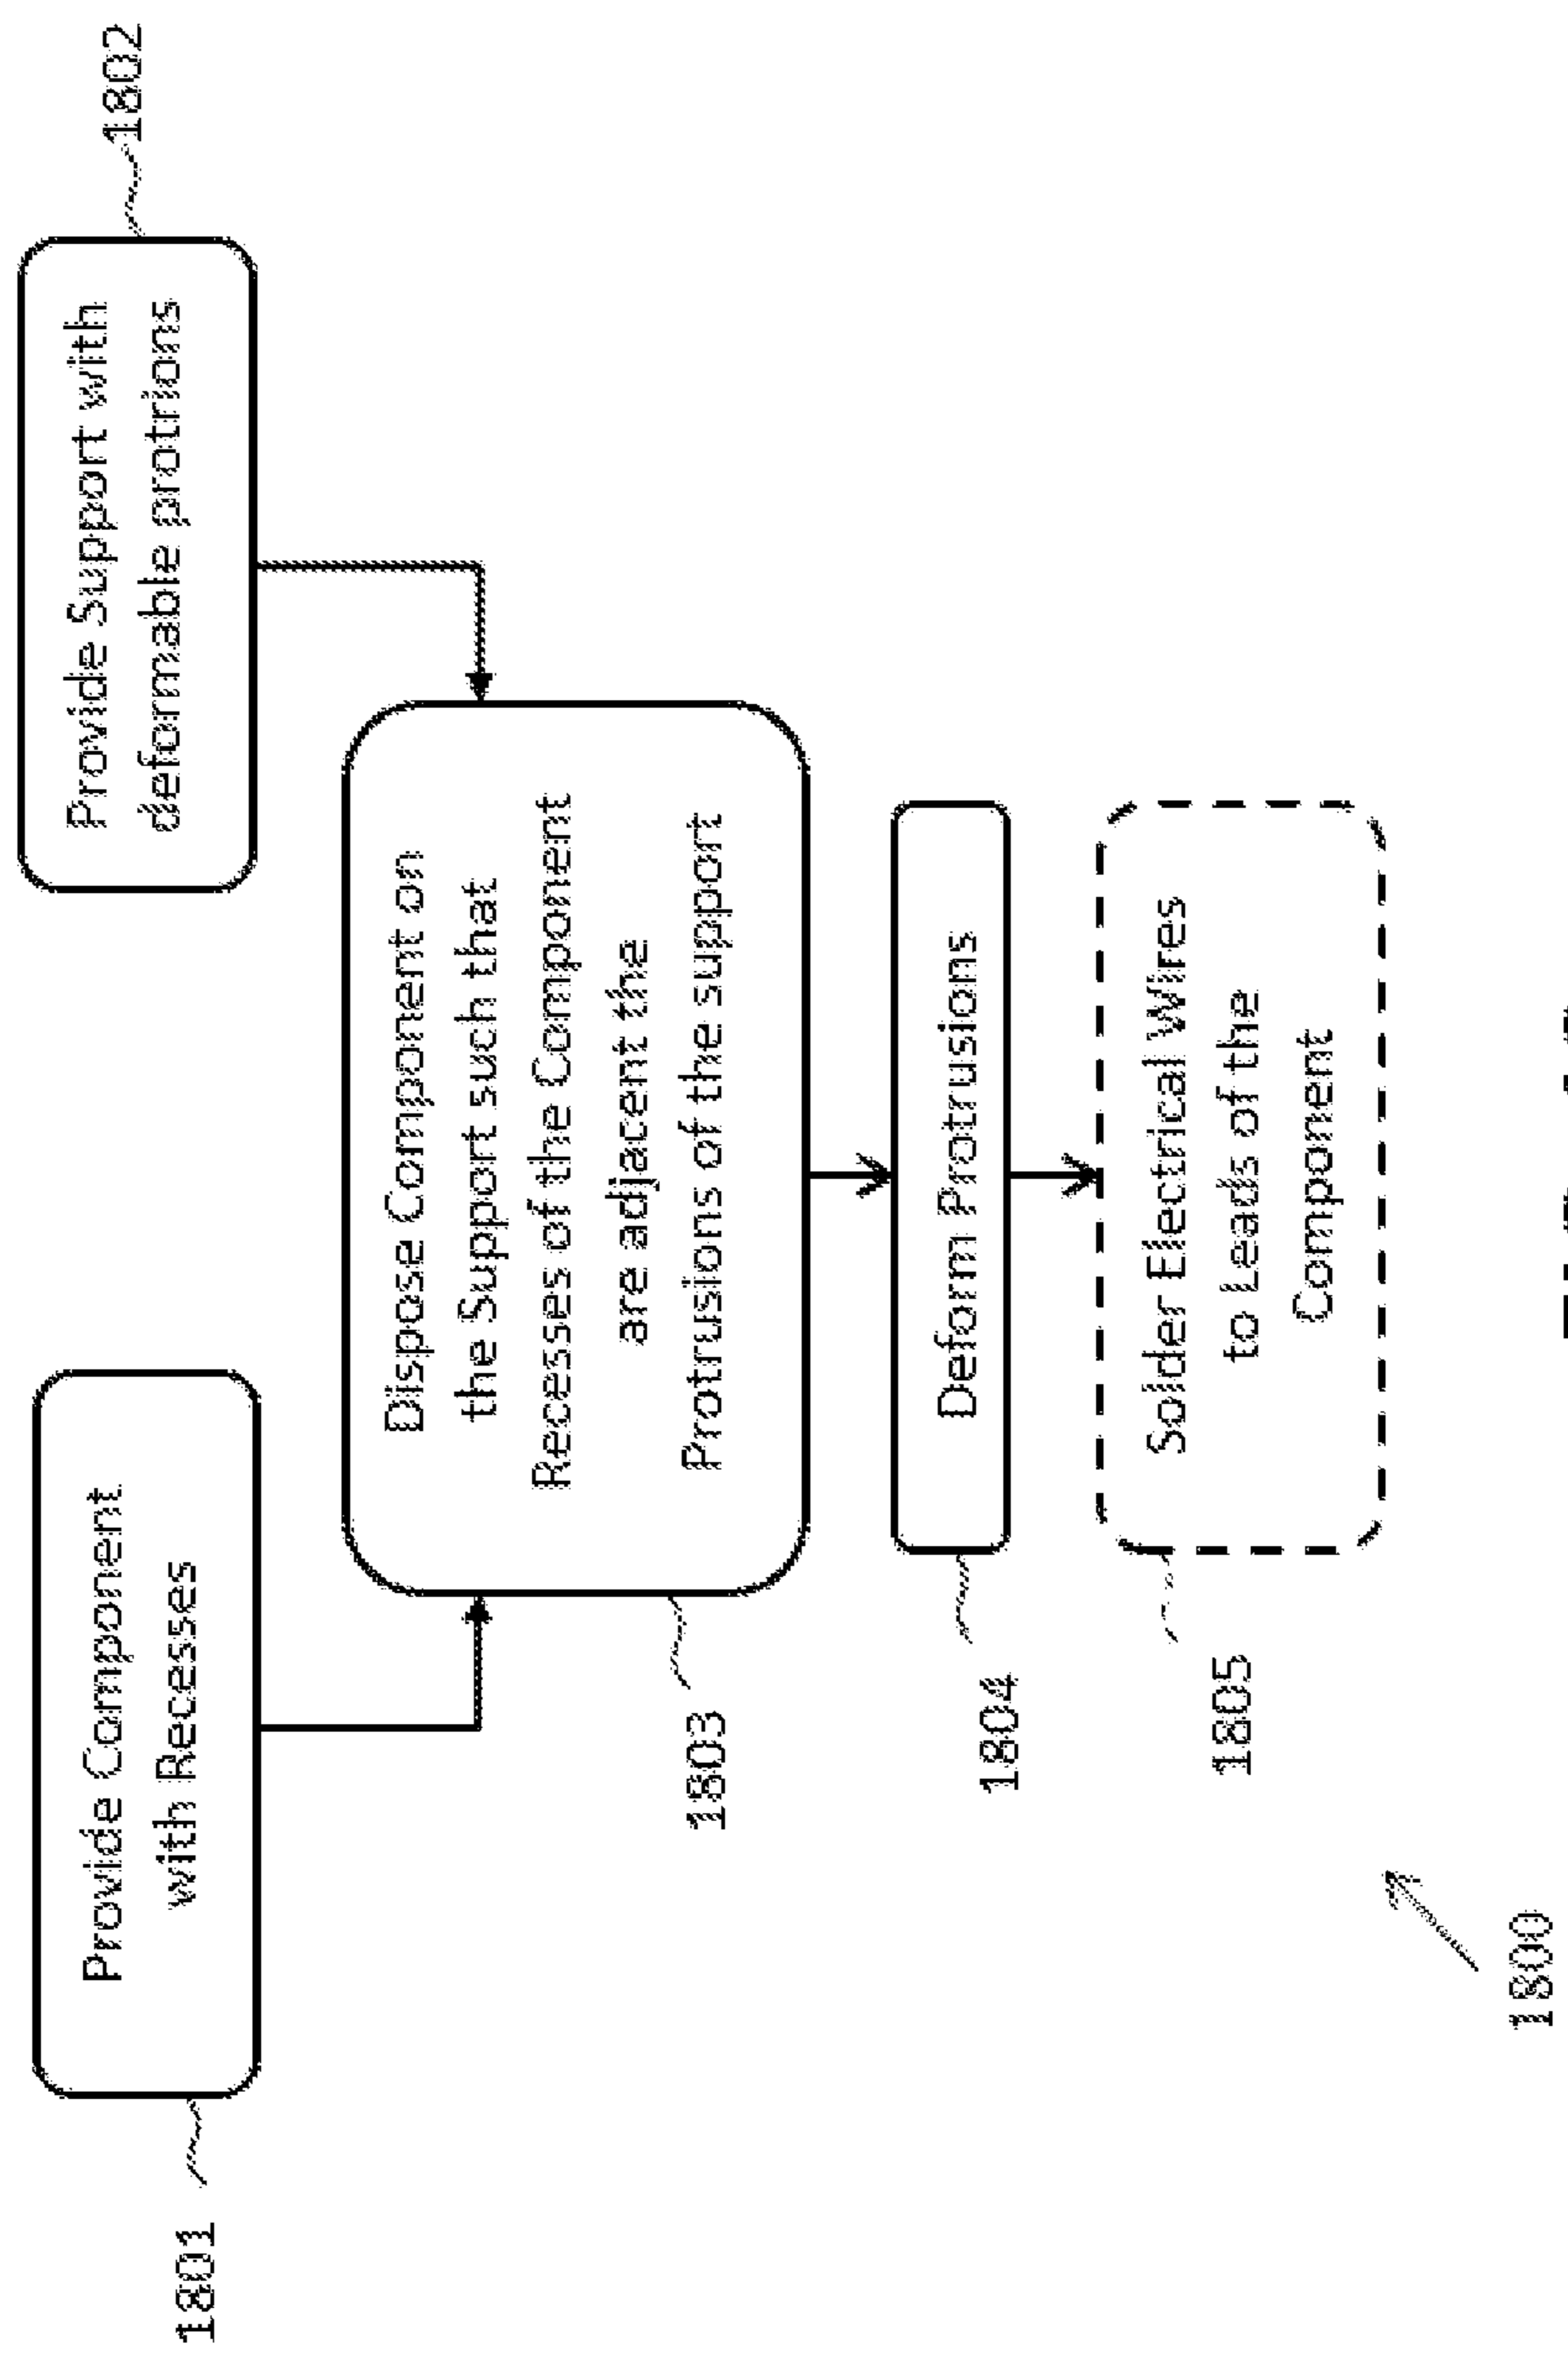 1801
Provide Component
with Recesses
Provide Support with
deformable protrions
1802
Dispose Component on
the Support such that
Recesses of the Component
are adjacent the
Protrusions of the support
1803
Deform Protrusions
1804
Solder Electrical Wires
to Leads of the
Component
1805
1800